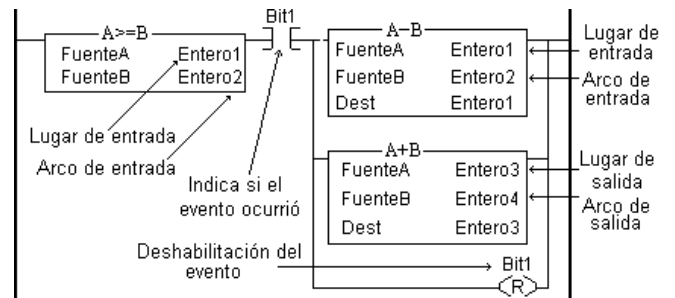 Bit1
A>=B
FuenteA Entero1
FuenteB Entero2
A-B
FuenteA Entero1
FuenteB Entero2
Dest Entero1
Lugar de
entrada
Arco de
entrada
Lugar de entrada
Arco de entrada
Indica si el
evento ocurrió
A+B
FuenteA Entero3
FuenteB Entero4
Dest Entero3
Lugar de
salida
Arco de
salida
Deshabilitación del
evento
Bit1
R